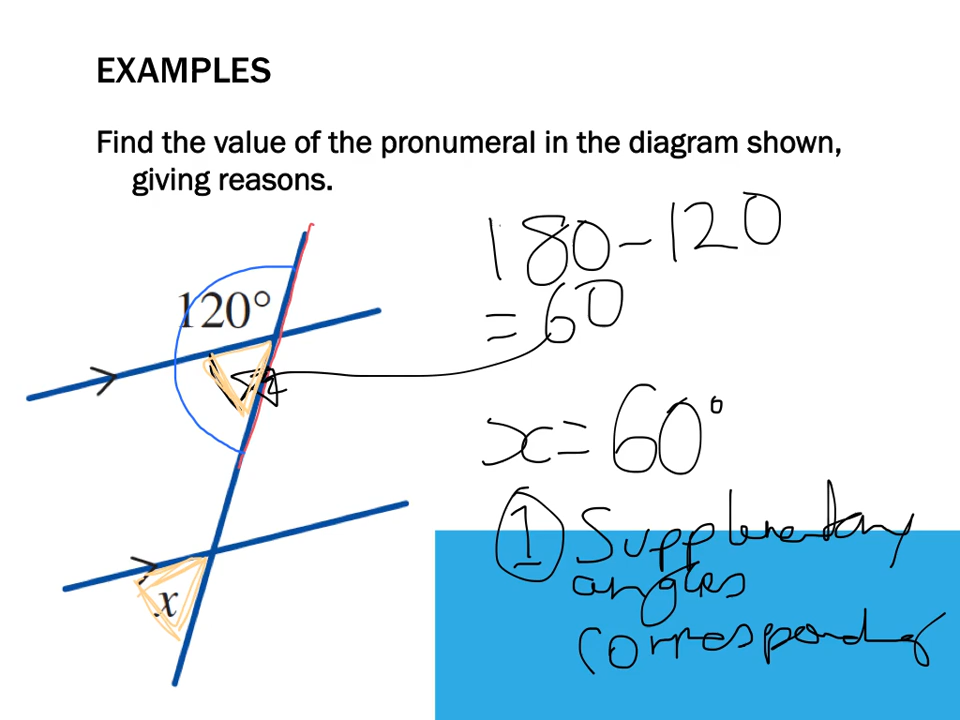 EXAMPLES
Find the value of the pronumeral in the diagram shown,
giving reasons.
180-120
120°
=60
x=60°
① Supplementary
angles
x
corresponding